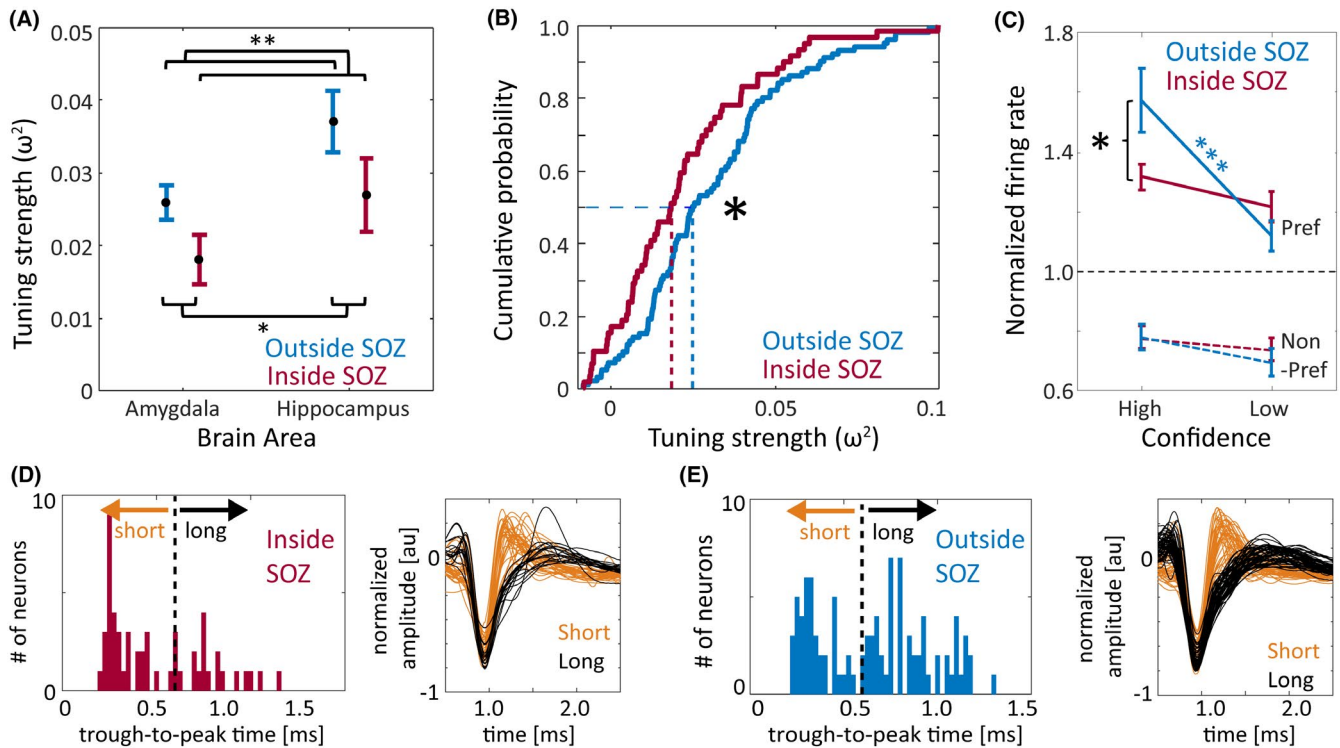 (A)
0.05
0.04
0.03
0.02
0.01
0
Tuning strength (ω²)
**
*
Outside SOZ
Inside SOZ
Amygdala
Hippocampus
Brain Area
(B)
1.0
0.8
0.6
0.4
0.2
0
Cumulative probability
*
Outside SOZ
Inside SOZ
0
0.05
0.1
Tuning strength (ω²)
(C)
1.8
1.4
1.0
0.6
Normalized firing rate
Outside SOZ
Inside SOZ
*
***
Pref
Non
-Pref
High
Low
Confidence
(D)
10
0
# of neurons
short
long
Inside
SOZ
0
0.5
1.0
1.5
trough-to-peak time [ms]
normalized
amplitude [au]
0
-1
Short
Long
1.0
2.0
time [ms]
(E)
10
0
# of neurons
short
long
Outside
SOZ
0
0.5
1.0
1.5
trough-to-peak time [ms]
normalized
amplitude [au]
0
-1
Short
Long
1.0
2.0
time [ms]